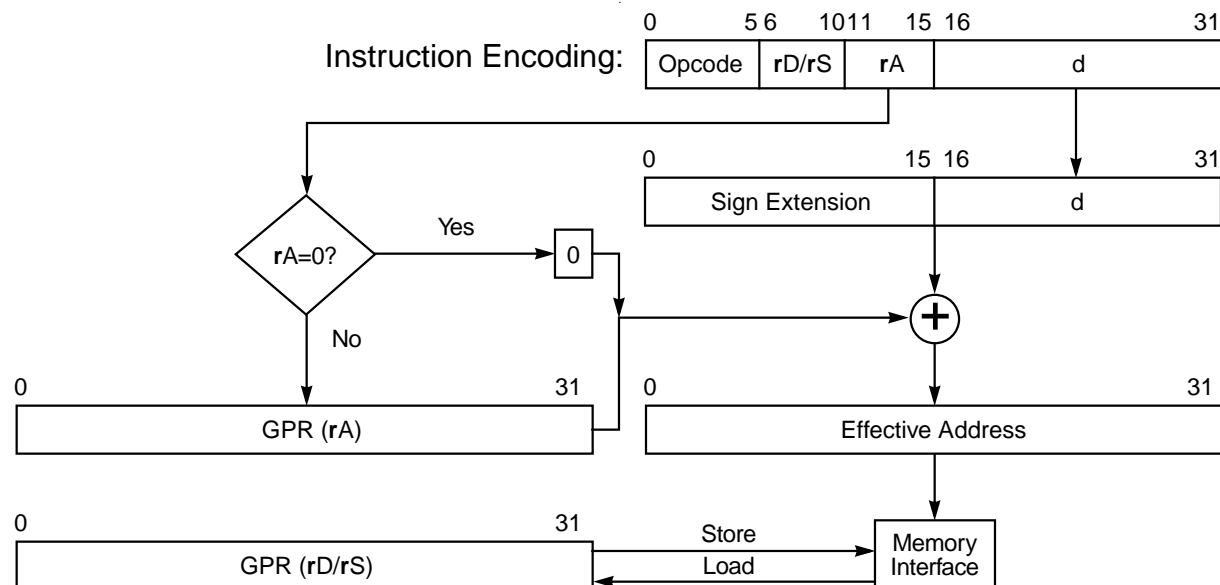 0 5 6 10 11 15 16 31
Instruction Encoding: Opcode rD/rS rA d
0 15 16 31
Sign Extension d
Yes
rA=0? 0
+
No
0 31 0 31
GPR (rA) Effective Address
0 31
Store
GPR (rD/rS) Load Memory
Interface